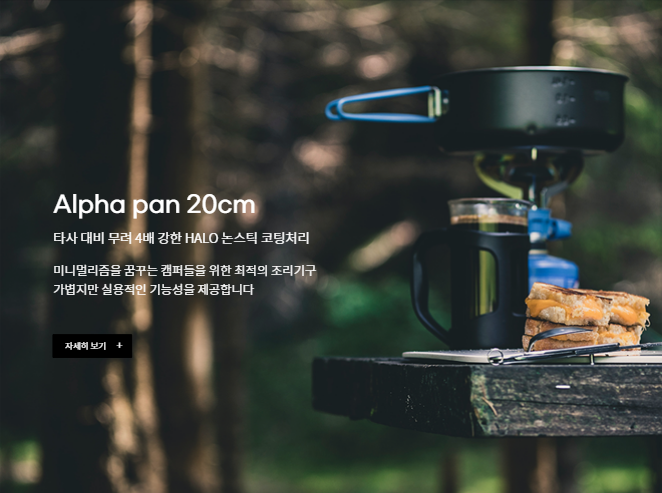 Alpha pan 20cm
타사 대비 무려 4배 강한 HALO 논스틱 코팅처리
미니멀리즘을 꿈꾸는 캠퍼들을 위한 최적의 조리기구
가볍지만 실용적인 기능성을 제공합니다
자세히 보기 +